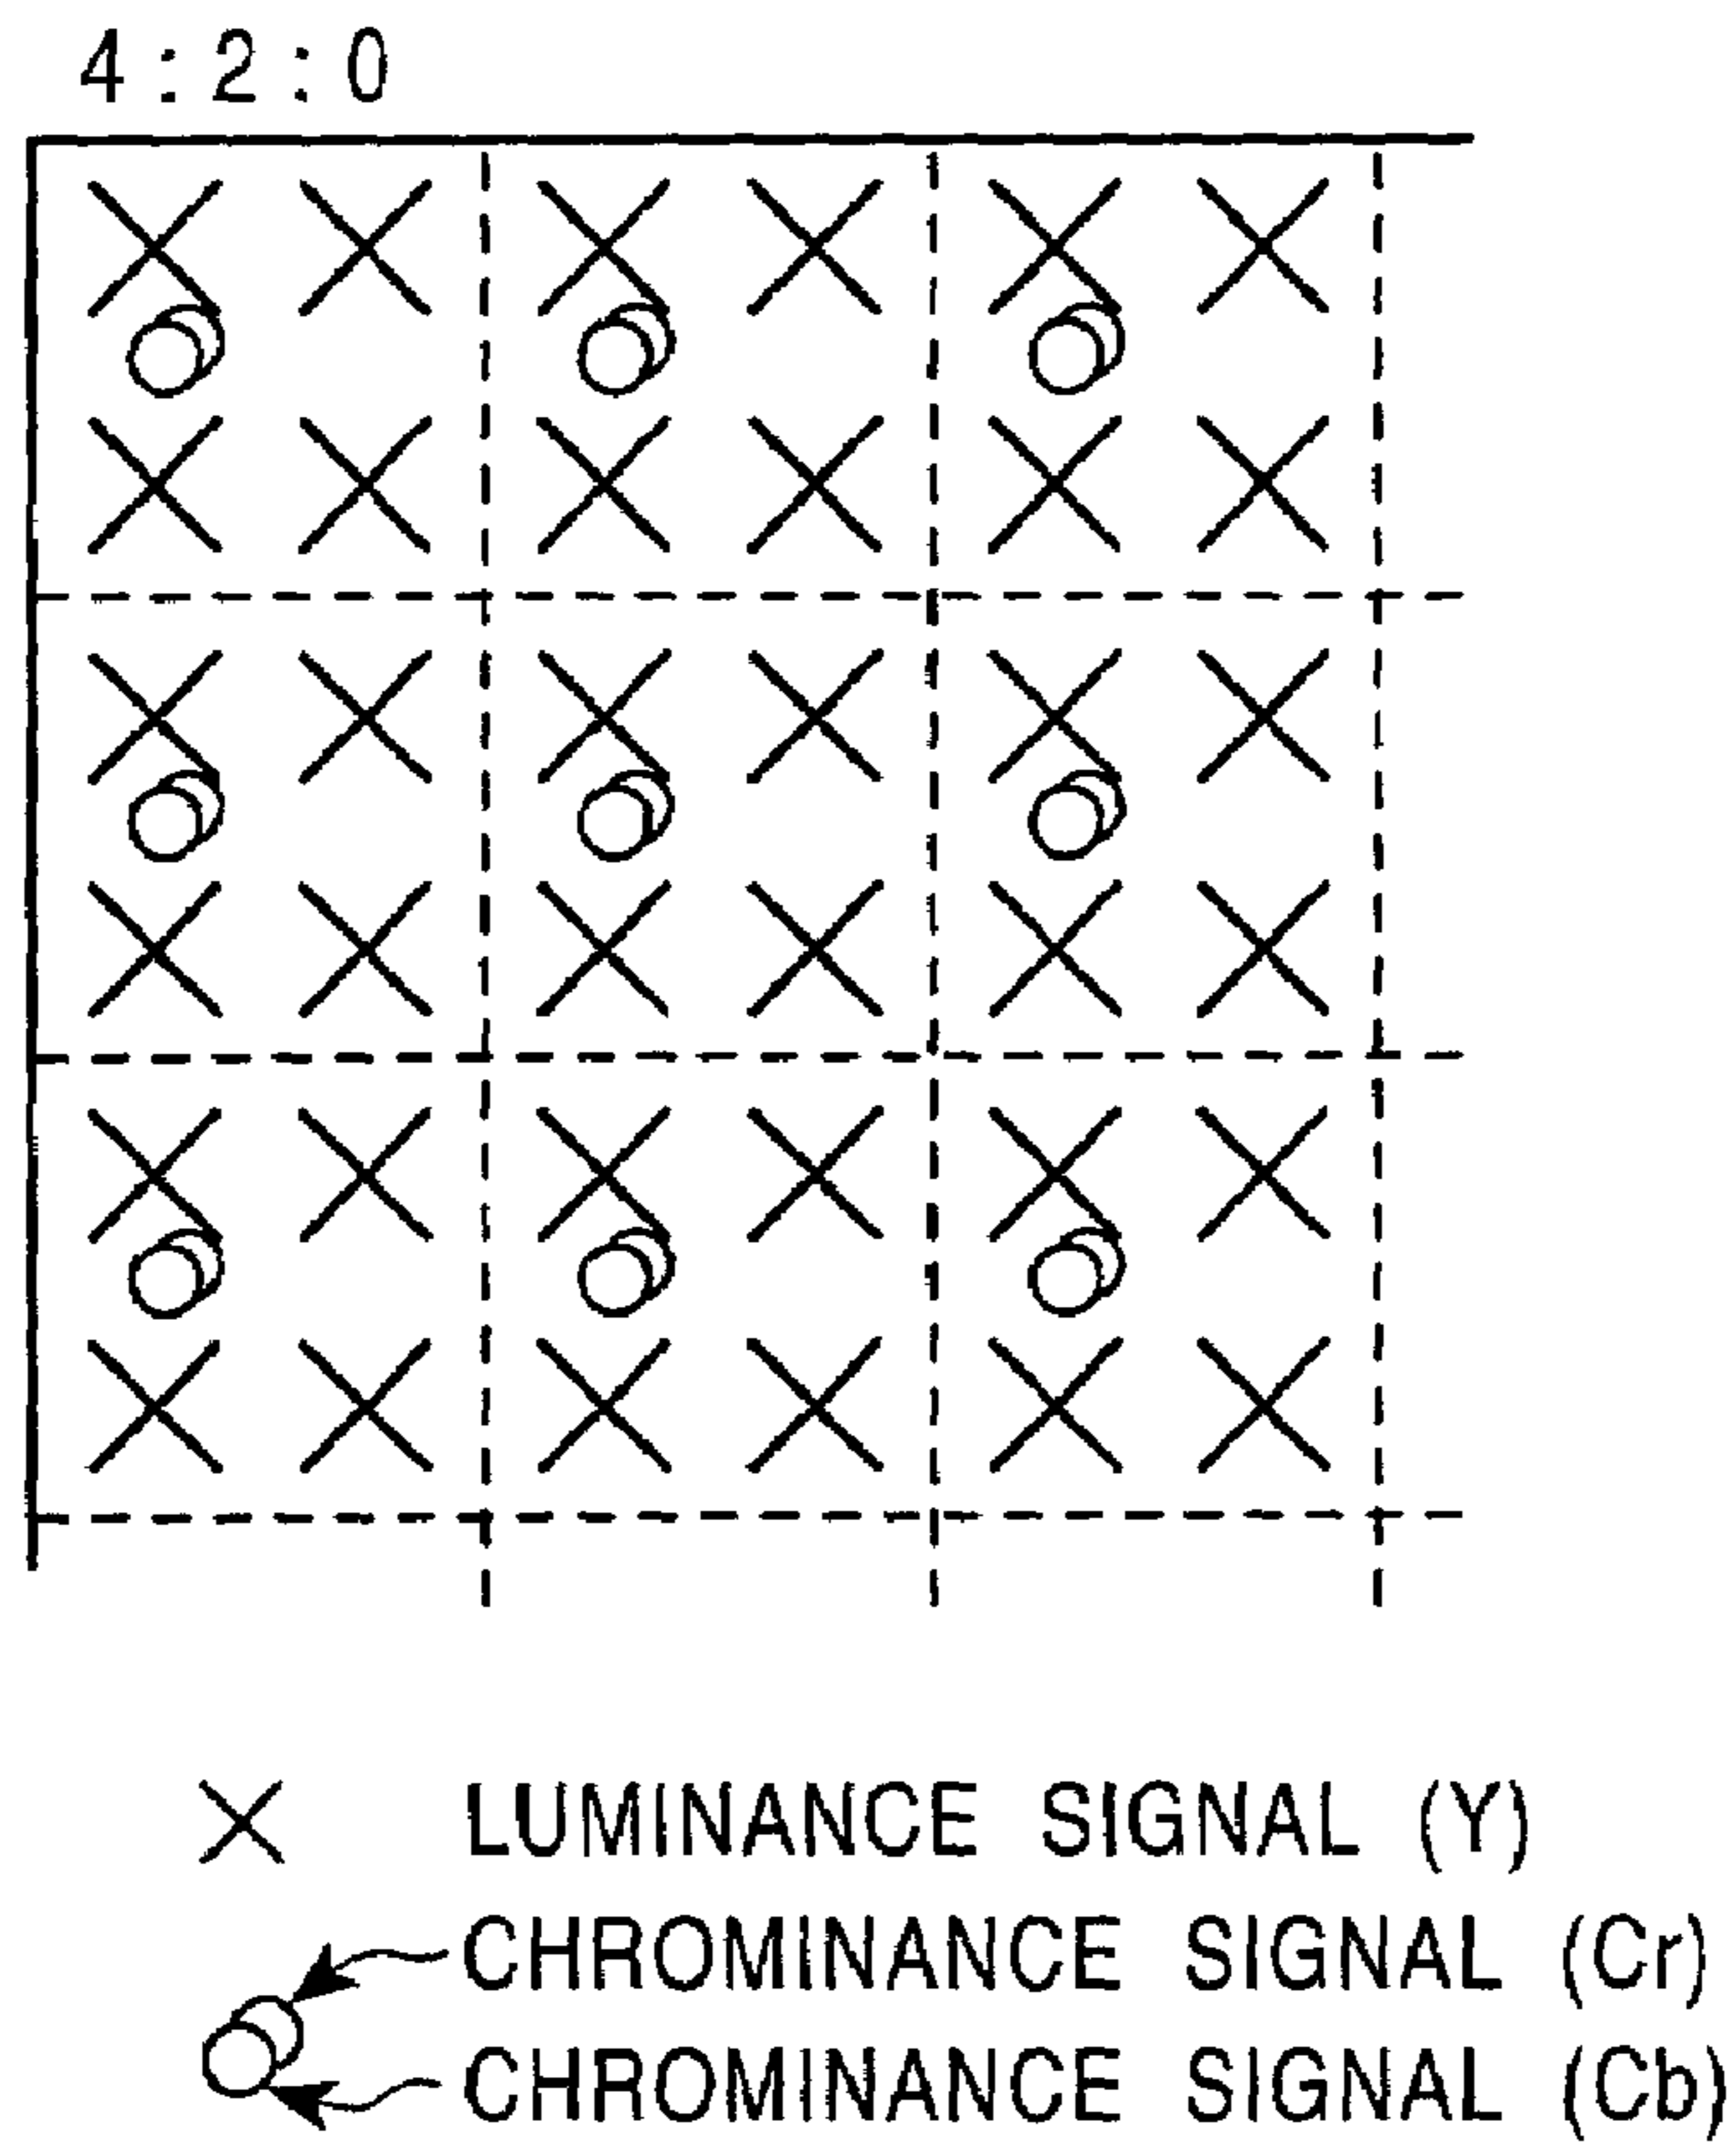 4:2:0
LUMINANCE SIGNAL (Y)
CHROMINANCE SIGNAL (Cr)
CHROMINANCE SIGNAL (Cb)